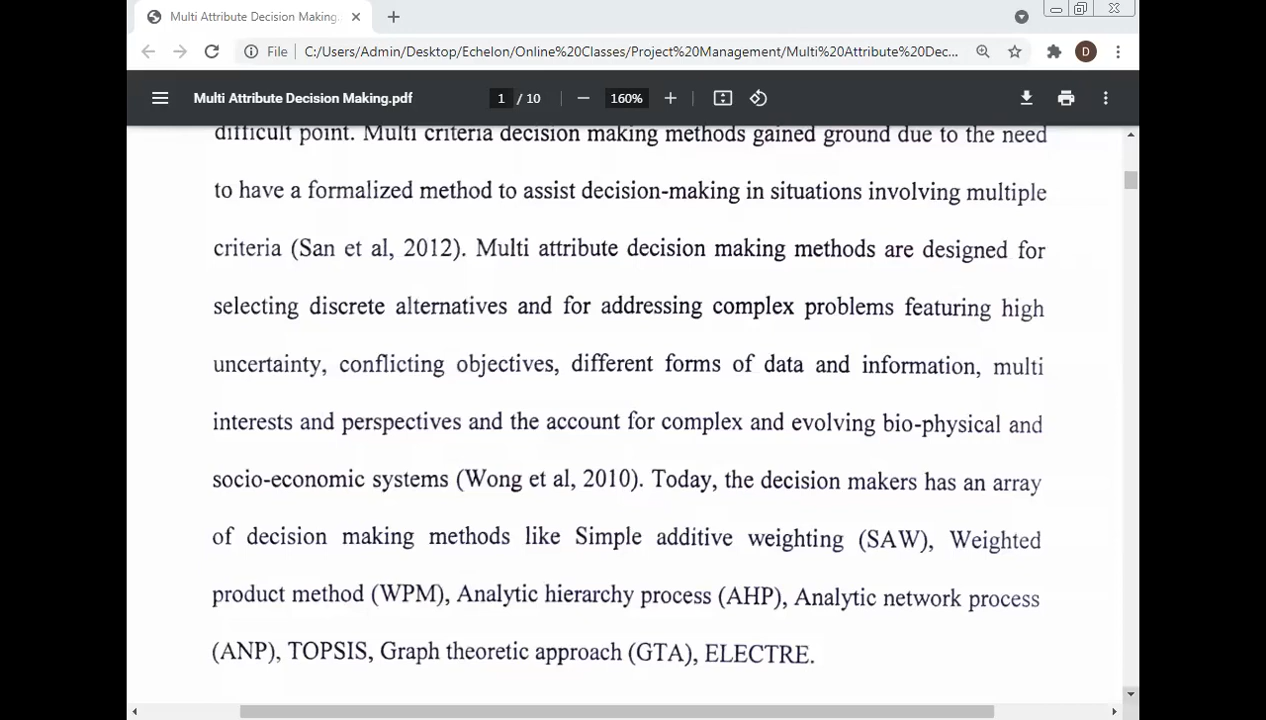 Multi Attribute Decision Making.
File C:/Users/Admin/Desktop/Echelon/Online%20Classes/Project%20Management/Multi%20Attribute%20Dec...
D
Multi Attribute Decision Making.pdf 1 / 10 160%
difficult point. Multi criteria decision making methods gained ground due to the need
to have a formalized method to assist decision-making in situations involving multiple
criteria (San et al, 2012). Multi attribute decision making methods are designed for
selecting discrete alternatives and for addressing complex problems featuring high
uncertainty, conflicting objectives, different forms of data and information, multi
interests and perspectives and the account for complex and evolving bio-physical and
socio-economic systems (Wong et al, 2010). Today, the decision makers has an array
of decision making methods like Simple additive weighting (SAW), Weighted
product method (WPM), Analytic hierarchy process (AHP), Analytic network process
(ANP), TOPSIS, Graph theoretic approach (GTA), ELECTRE.